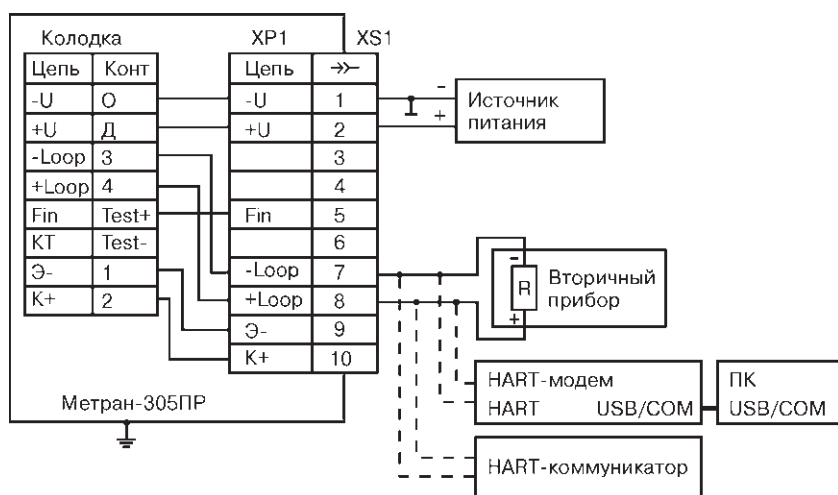 Колодка XP1 XS1
Цепь Конт Цепь
-U О -U 1 - Источник
+U Д +U 2 + питания
-Loop 3 3
+Loop 4 4
Fin Test+ Fin 5
КТ Test- 6
Э- 1 -Loop 7 - Вторичный
К+ 2 +Loop 8 R прибор
Э- 9 +
К+ 10
HART-модем ПК
HART USB/COM USB/COM
Метран-305ПР
HART-коммуникатор